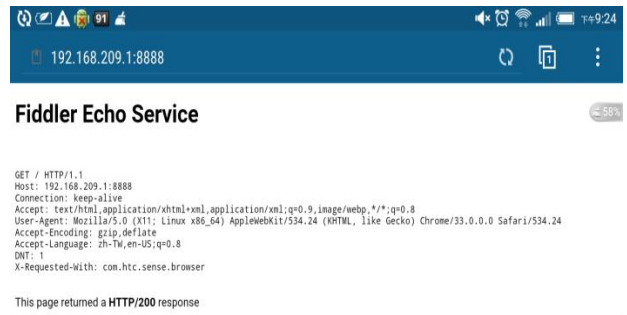 91
下午9:24
192.168.209.1:8888
1
Fiddler Echo Service
58%
GET / HTTP/1.1
Host: 192.168.209.1:8888
Connection: keep-alive
Accept: text/html,application/xhtml+xml,application/xml;q=0.9,image/webp,*/*;q=0.8
User-Agent: Mozilla/5.0 (X11; Linux x86_64) AppleWebKit/534.24 (KHTML, like Gecko) Chrome/33.0.0.0 Safari/534.24
Accept-Encoding: gzip,deflate
Accept-Language: zh-TW,en-US;q=0.8
DNT: 1
X-Requested-With: com.htc.sense.browser
This page returned a HTTP/200 response